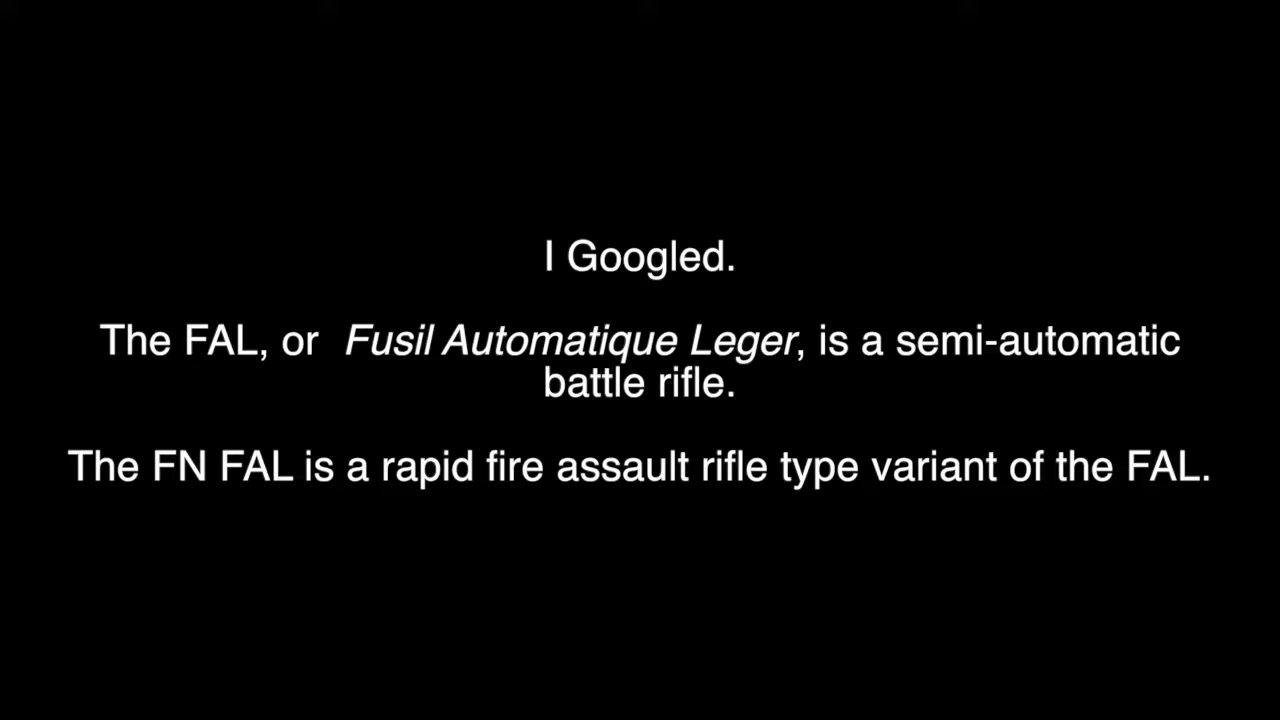 I Googled.
The FAL, or Fusil Automatique Leger, is a semi-automatic
battle rifle.
The FN FAL is a rapid fire assault rifle type variant of the FAL.